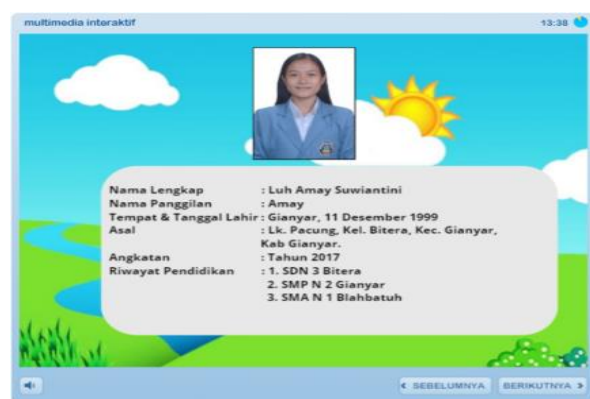 multimedia interaktif 13:38
Nama Lengkap : Luh Amay Suwiantini
Nama Panggilan : Amay
Tempat & Tanggal Lahir : Gianyar, 11 Desember 1999
Asal : Lk. Pacung, Kel. Bitera, Kec. Gianyar,
Kab Gianyar.
Angkatan : Tahun 2017
Riwayat Pendidikan : 1. SDN 3 Bitera
2. SMP N 2 Gianyar
3. SMA N 1 Blahbatuh
SEBELUMNYA BERIKUTNYA